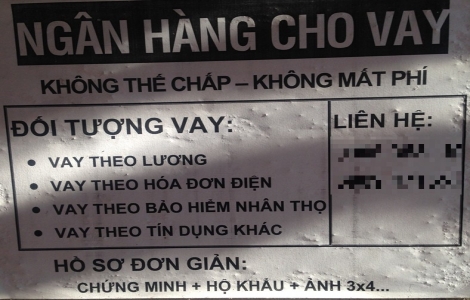 NGÂN HÀNG CHO VAY
KHÔNG THẾ CHẤP – KHÔNG MẤT PHÍ
ĐỐI TƯỢNG VAY:
• VAY THEO LƯƠNG
• VAY THEO HÓA ĐƠN ĐIỆN
• VAY THEO BẢO HIỂM NHÂN THỌ
• VAY THEO TÍN DỤNG KHÁC
LIÊN HỆ:
HỒ SƠ ĐƠN GIẢN:
CHỨNG MINH + HỘ KHẨU + ẢNH 3x4...